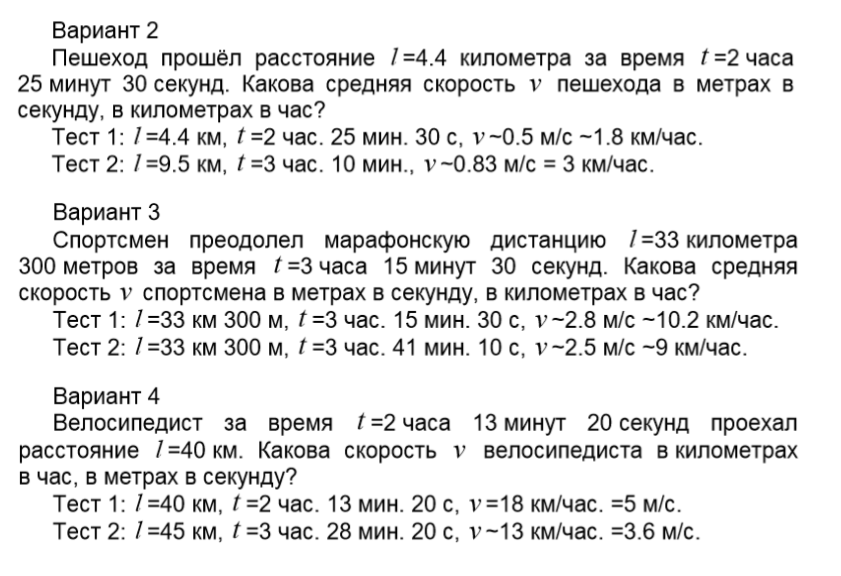 Вариант 2
Пешеход прошёл расстояние l=4.4 километра за время t=2 часа
25 минут 30 секунд. Какова средняя скорость v пешехода в метрах в
секунду, в километрах в час?
Тест 1: l=4.4 км, t=2 час. 25 мин. 30 с, v~0.5 м/с ~1.8 км/час.
Тест 2: l=9.5 км, t=3 час. 10 мин., v~0.83 м/с = 3 км/час.
Вариант 3
Спортсмен преодолел марафонскую дистанцию l=33 километра
300 метров за время t=3 часа 15 минут 30 секунд. Какова средняя
скорость v спортсмена в метрах в секунду, в километрах в час?
Тест 1: l=33 км 300 м, t=3 час. 15 мин. 30 с, v~2.8 м/с ~10.2 км/час.
Тест 2: l=33 км 300 м, t=3 час. 41 мин. 10 с, v~2.5 м/с ~9 км/час.
Вариант 4
Велосипедист за время t=2 часа 13 минут 20 секунд проехал
расстояние l=40 км. Какова скорость v велосипедиста в километрах
в час, в метрах в секунду?
Тест 1: l=40 км, t=2 час. 13 мин. 20 с, v=18 км/час. =5 м/с.
Тест 2: l=45 км, t=3 час. 28 мин. 20 с, v~13 км/час. =3.6 м/с.